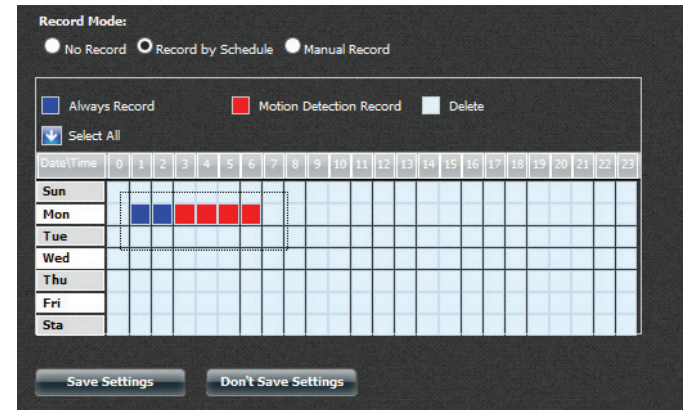 Record Mode:
No Record Record by Schedule Manual Record
Always Record Motion Detection Record Delete
Select All
Date\Time 0 1 2 3 4 5 6 7 8 9 10 11 12 13 14 15 16 17 18 19 20 21 22 23
Sun
Mon
Tue
Wed
Thu
Fri
Sta
Save Settings Don't Save Settings